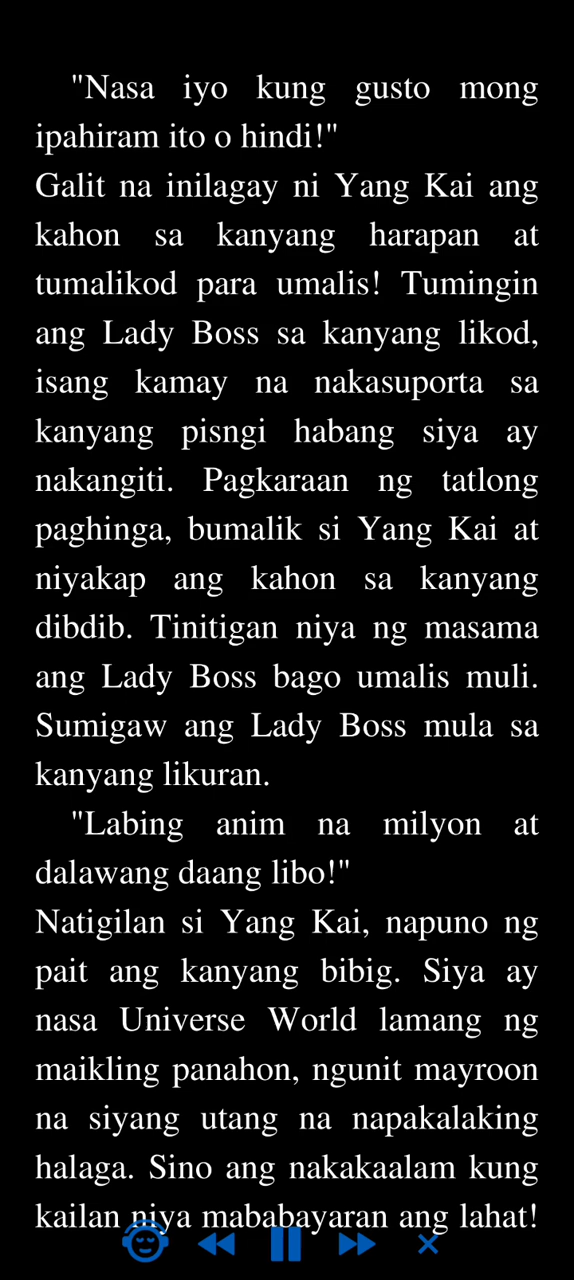 "Nasa iyo kung gusto mong
ipahiram ito o hindi!"
Galit na inilagay ni Yang Kai ang
kahon sa kanyang harapan at
tumalikod para umalis! Tumingin
ang Lady Boss sa kanyang likod,
isang kamay na nakasuporta sa
kanyang pisngi habang siya ay
nakangiti. Pagkaraan ng tatlong
paghinga, bumalik si Yang Kai at
niyakap ang kahon sa kanyang
dibdib. Tinitigan niya ng masama
ang Lady Boss bago umalis muli.
Sumigaw ang Lady Boss mula sa
kanyang likuran.
"Labing anim na milyon at
dalawang daang libo!"
Natigilan si Yang Kai, napuno ng
pait ang kanyang bibig. Siya ay
nasa Universe World lamang ng
maikling panahon, ngunit mayroon
na siyang utang na napakalaking
halaga. Sino ang nakakaalam kung
kailan niya mababayaran ang lahat!